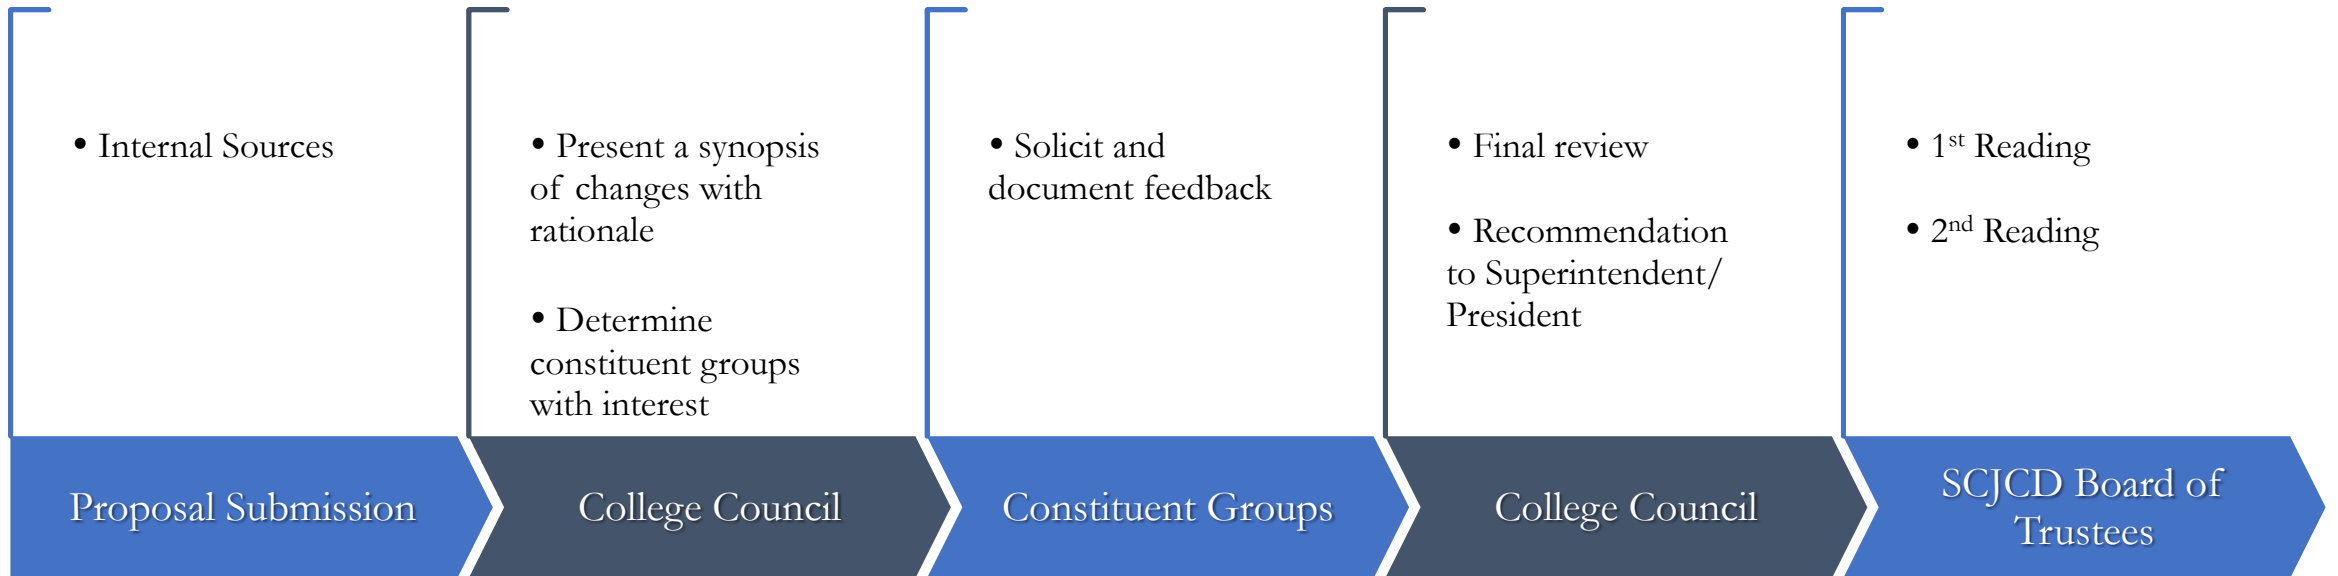 • Internal Sources
• Present a synopsis
of changes with
rationale
• Determine
constituent groups
with interest
• Solicit and
document feedback
• Final review
• Recommendation
to Superintendent/
President
• 1st Reading
• 2nd Reading
Proposal Submission
College Council
Constituent Groups
College Council
SCJCD Board of
Trustees